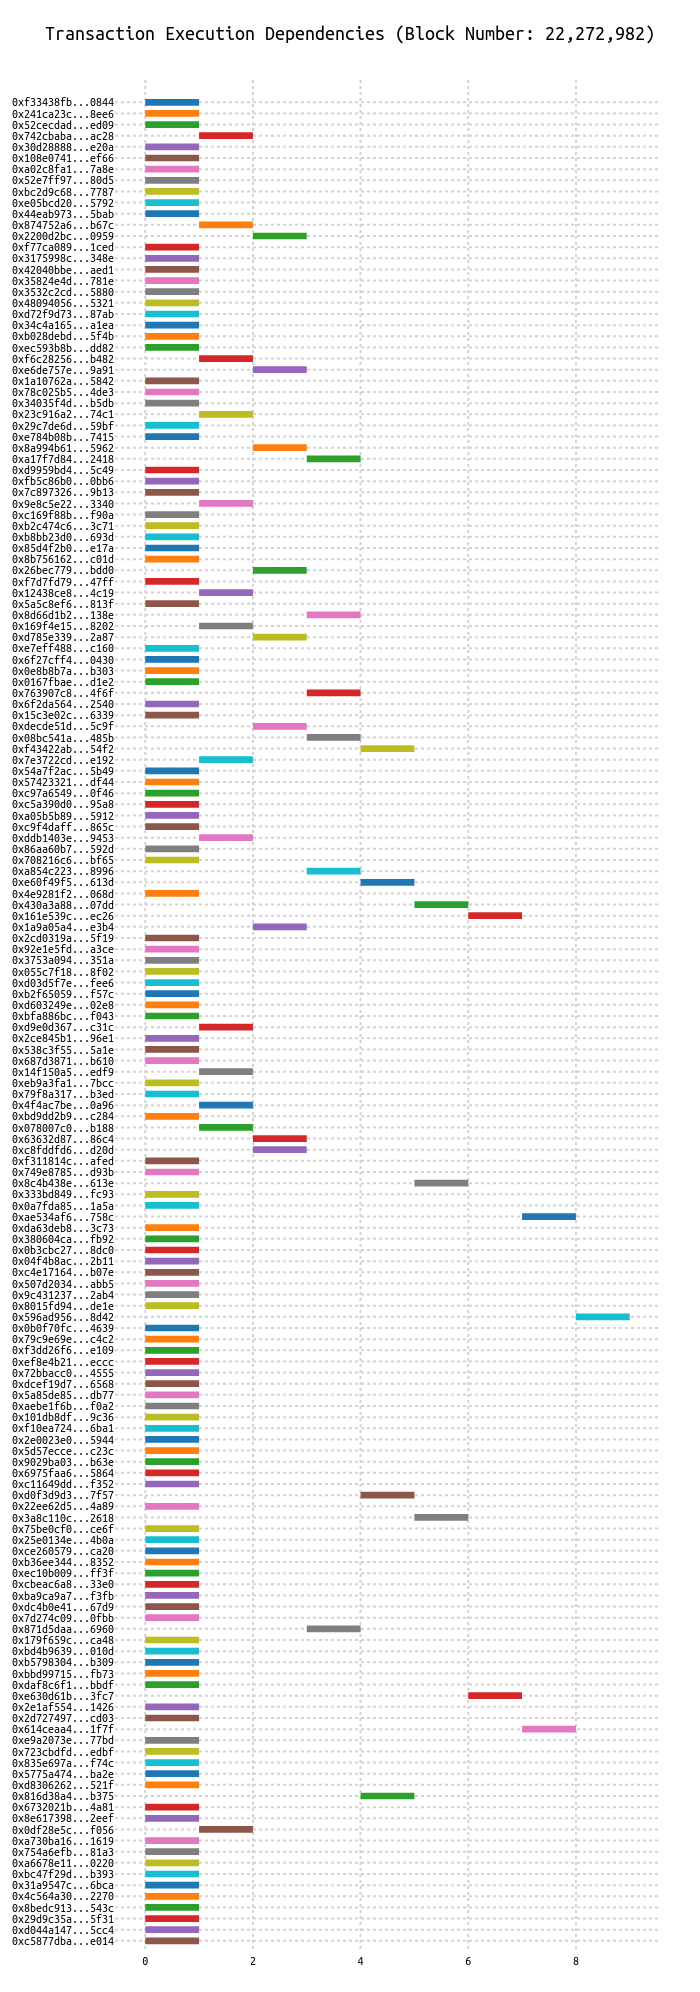 Transaction Execution Dependencies (Block Number: 22,272,982)
0xf33438fb...0844
0x241ca23c...8ee6
0x52cecdad...ed09
0x742cbaba...ac28
0x30d28888...e20a
0x108e0741...ef66
0xa02c8fa1...7a8e
0x52e7ff97...80d5
0xbc2d9c68...7787
0xe05bcd20...5792
0x44eab973...5bab
0x874752a6...b67c
0x2200d2bc...0959
0xf77ca089...1ced
0x3175998c...348e
0x42040bbe...aed1
0x35824e4d...781e
0x3532c2cd...5880
0x48094056...5321
0xd72f9d73...87ab
0x34c4a165...a1ea
0xb028debd...5f4b
0xec593b8b...dd82
0xf6c28256...b482
0xe6de757e...9a91
0x1a10762a...5842
0x78c025b5...4de3
0x34035f4d...b5db
0x23c916a2...74c1
0x29c7de6d...59bf
0xe784b08b...7415
0x8a994b61...5962
0xa17f7d84...2418
0xd9959bd4...5c49
0xfb5c86b0...0bb6
0x7c897326...9b13
0x9e8c5e22...3340
0xc169f88b...f90a
0xb2c474c6...3c71
0xb8bb23d0...693d
0x85d4f2b0...e17a
0x8b756162...c01d
0x26bec779...bdd0
0xf7d7fd79...47ff
0x12438ce8...4c19
0x5a5c8ef6...813f
0x8d66d1b2...138e
0x169f4e15...8202
0xd785e339...2a87
0xe7eff488...c160
0x6f27cff4...0430
0x0e8b8b7a...b303
0x0167fbae...d1e2
0x763907c8...4f6f
0x6f2da564...2540
0x15c3e02c...6339
0xdecde51d...5c9f
0x08bc541a...485b
0xf43422ab...54f2
0x7e3722cd...e192
0x54a7f2ac...5b49
0x57423321...df44
0xc97a6549...0f46
0xc5a390d0...95a8
0xa05b5b89...5912
0xc9f4daff...865c
0xddb1403e...9453
0x86aa60b7...592d
0x708216c6...bf65
0xa854c223...8996
0xe60f49f5...613d
0x4e9281f2...068d
0x430a3a88...07dd
0x161e539c...ec26
0x1a9a05a4...e3b4
0x2cd0319a...5f19
0x92e1e5fd...a3ce
0x3753a094...351a
0x055c7f18...8f02
0xd03d5f7e...fee6
0xb2f65059...f57c
0xd603249e...02e8
0xbfa886bc...f043
0xd9e0d367...c31c
0x2ce845b1...96e1
0x538c3f55...5a1e
0x687d3871...b610
0x14f150a5...edf9
0xeb9a3fa1...7bcc
0x79f8a317...b3ed
0x4f4ac7be...0a96
0xbd9dd2b9...c284
0x078007c0...b188
0x63632d87...86c4
0xc8fddfd6...d20d
0xf311814c...afed
0x749e8785...d93b
0x8c4b438e...613e
0x333bd849...fc93
0x0a7fda85...1a5a
0xae534af6...758c
0xda63deb8...3c73
0x380604ca...fb92
0x0b3cbc27...8dc0
0x04f4b8ac...2b11
0xc4e17164...b07e
0x507d2034...abb5
0x9c431237...2ab4
0x8015fd94...de1e
0x596ad956...8d42
0x0b0f70fc...4639
0x79c9e69e...c4c2
0xf3dd26f6...e109
0xef8e4b21...eccc
0x72bbacc0...4555
0xdcef19d7...6568
0x5a85de85...db77
0xaebe1f6b...f0a2
0x101db8df...9c36
0xf10ea724...6ba1
0x2e0023e0...5944
0x5d57ecce...c23c
0x9029ba03...b63e
0x6975faa6...5864
0xc11649dd...f352
0xd0f3d9d3...7f57
0x22ee62d5...4a89
0x3a8c110c...2618
0x75be0cf0...ce6f
0x25e0134e...4b0a
0xce260579...ca20
0xb36ee344...8352
0xec10b009...ff3f
0xcbeac6a8...33e0
0xba9ca9a7...f3fb
0xdc4b0e41...67d9
0x7d274c09...0fbb
0x871d5daa...6960
0x179f659c...ca48
0xbd4b9639...010d
0xb5798304...b309
0xbbd99715...fb73
0xdaf8c6f1...bbdf
0xe630d61b...3fc7
0x2e1af554...1426
0x2d727497...cd03
0x614ceaa4...1f7f
0xe9a2073e...77bd
0x723cbdfd...edbf
0x835e697a...f74c
0x5775a474...ba2e
0xd8306262...521f
0x816d38a4...b375
0x6732021b...4a81
0x8e617398...2eef
0x0df28e5c...f056
0xa730ba16...1619
0x754a6efb...81a3
0xa6678e11...0220
0xbc47f29d...b393
0x31a9547c...6bca
0x4c564a30...2270
0x8bedc913...543c
0x29d9c35a...5f31
0xd044a147...5cc4
0xc5877dba...e014
0 2 4 6 8